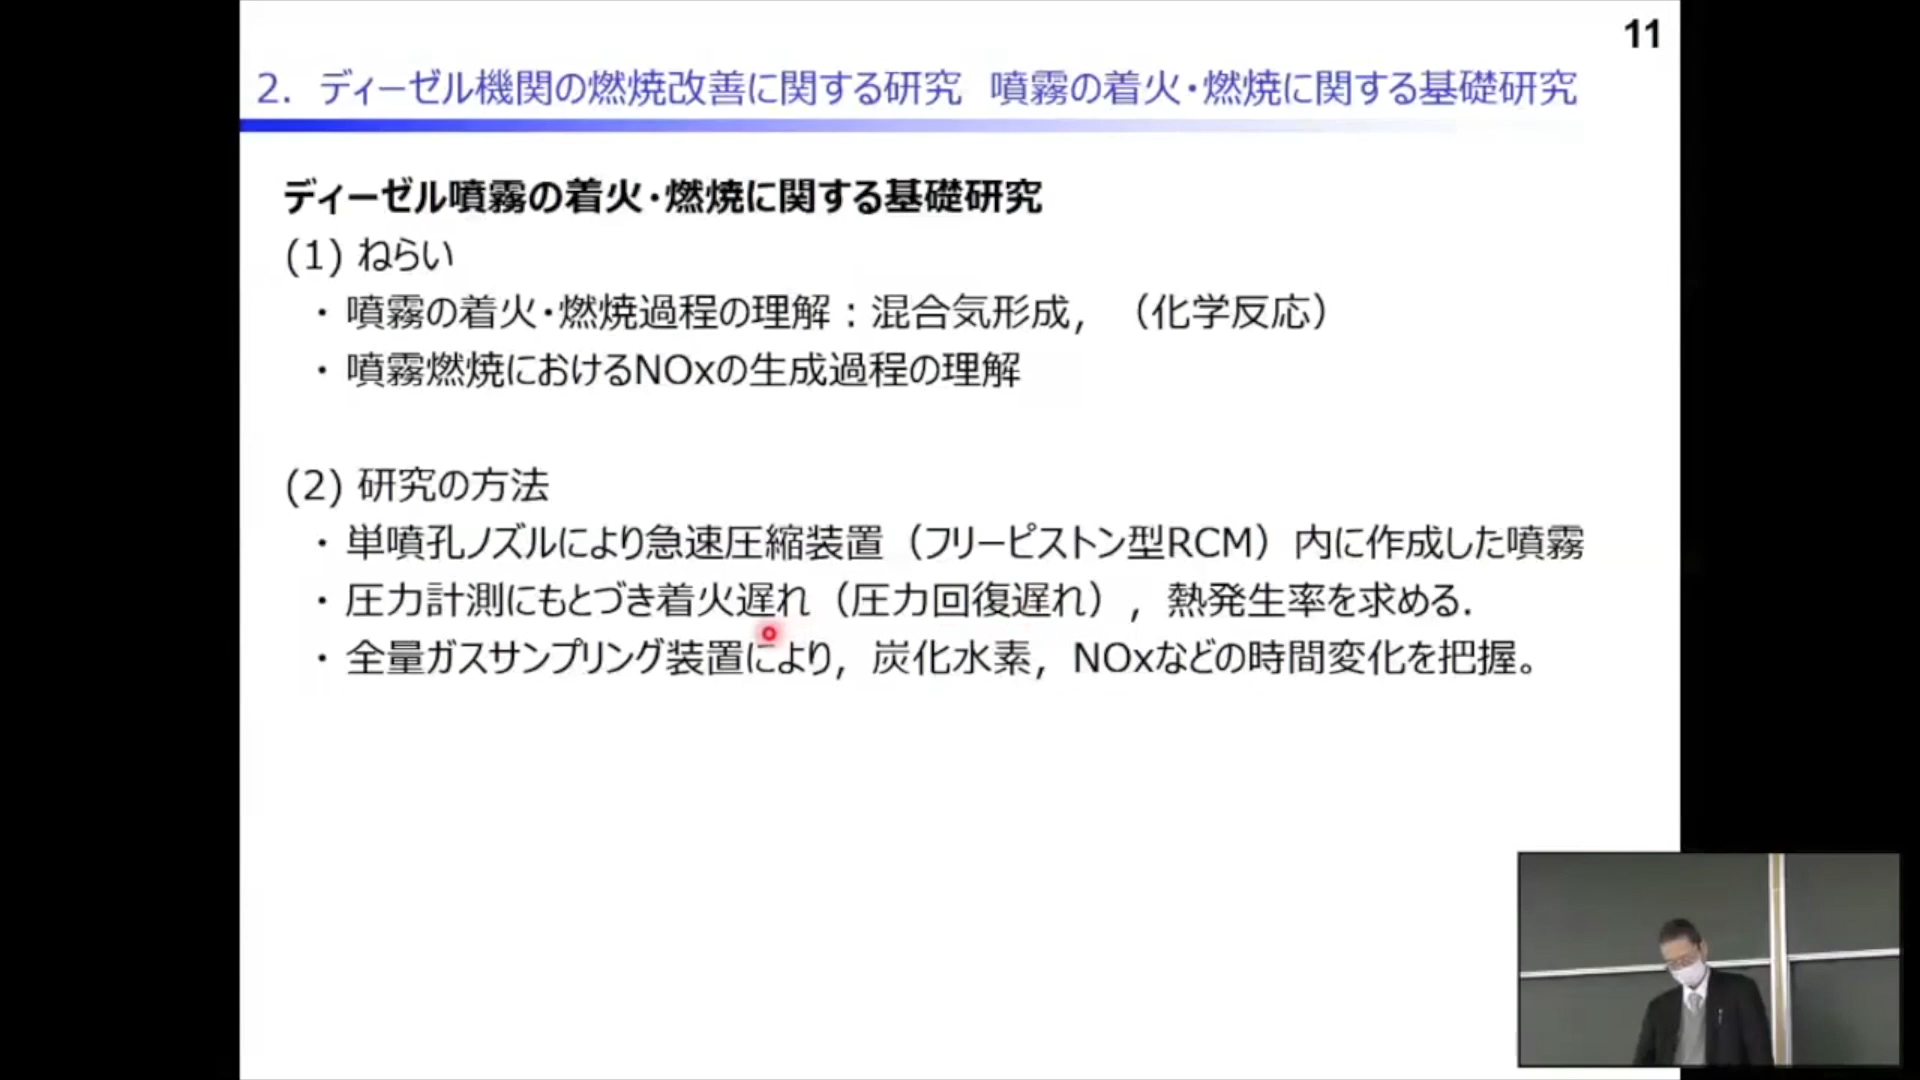 11
2. ディーゼル機関の燃焼改善に関する研究 噴霧の着火・燃焼に関する基礎研究
ディーゼル噴霧の着火・燃焼に関する基礎研究
(1) ねらい
・ 噴霧の着火・燃焼過程の理解：混合気形成，（化学反応）
・ 噴霧燃焼におけるNOxの生成過程の理解
(2) 研究の方法
・ 単噴孔ノズルにより急速圧縮装置（フリーピストン型RCM）内に作成した噴霧
・ 圧力計測にもとづき着火遅れ（圧力回復遅れ），熱発生率を求める.
・ 全量ガスサンプリング装置により，炭化水素，NOxなどの時間変化を把握。